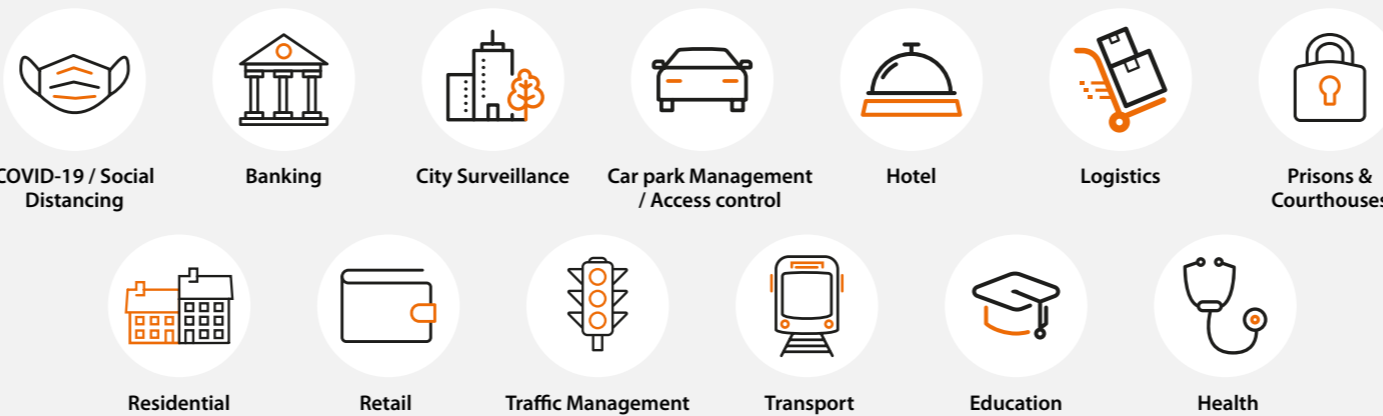 COVID-19 / Social
Distancing
Banking
City Surveillance
Car park Management
/ Access control
Hotel
Logistics
Prisons &
Courthouses
Residential
Retail
Traffic Management
Transport
Education
Health